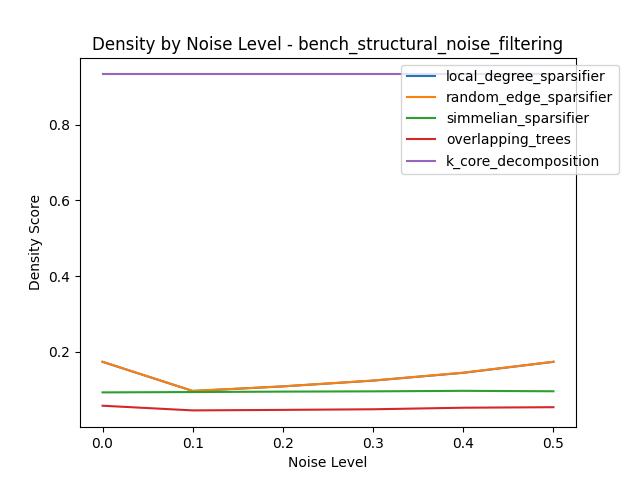 Density by Noise Level - bench_structural_noise_filtering
local_degree_sparsifier
random_edge_sparsifier
simmelian_sparsifier
overlapping_trees
k_core_decomposition
Density Score
0.8
0.6
0.4
0.2
0.0 0.1 0.2 0.3 0.4 0.5
Noise Level